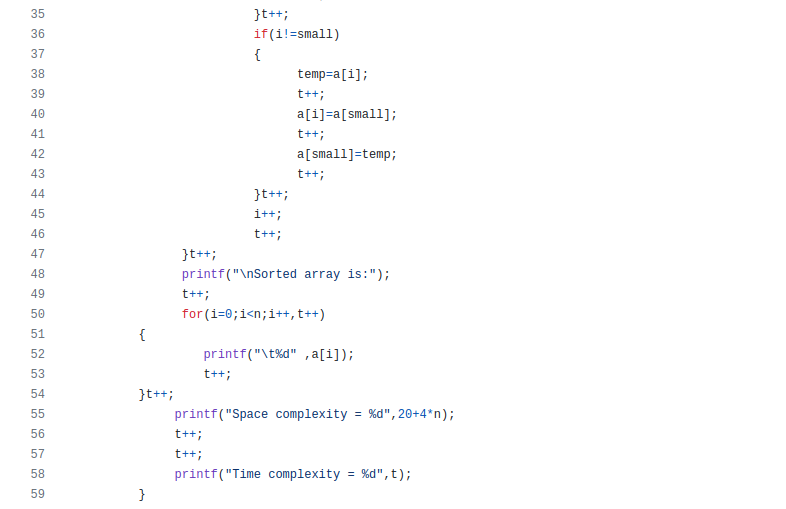 35 }t++;
36 if(i!=small)
37 {
38 temp=a[i];
39 t++;
40 a[i]=a[small];
41 t++;
42 a[small]=temp;
43 t++;
44 }t++;
45 i++;
46 t++;
47 }t++;
48 printf("\nSorted array is:");
49 t++;
50 for(i=0;i<n;i++,t++)
51 {
52 printf("\t%d" ,a[i]);
53 t++;
54 }t++;
55 printf("Space complexity = %d",20+4*n);
56 t++;
57 t++;
58 printf("Time complexity = %d",t);
59 }